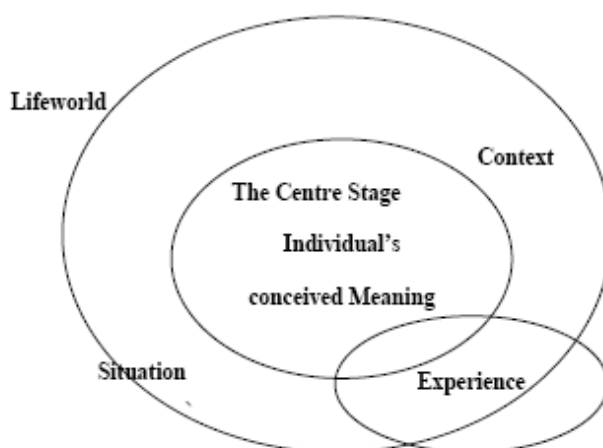 Lifeworld
Context
The Centre Stage
Individual's
conceived Meaning
Situation
Experience